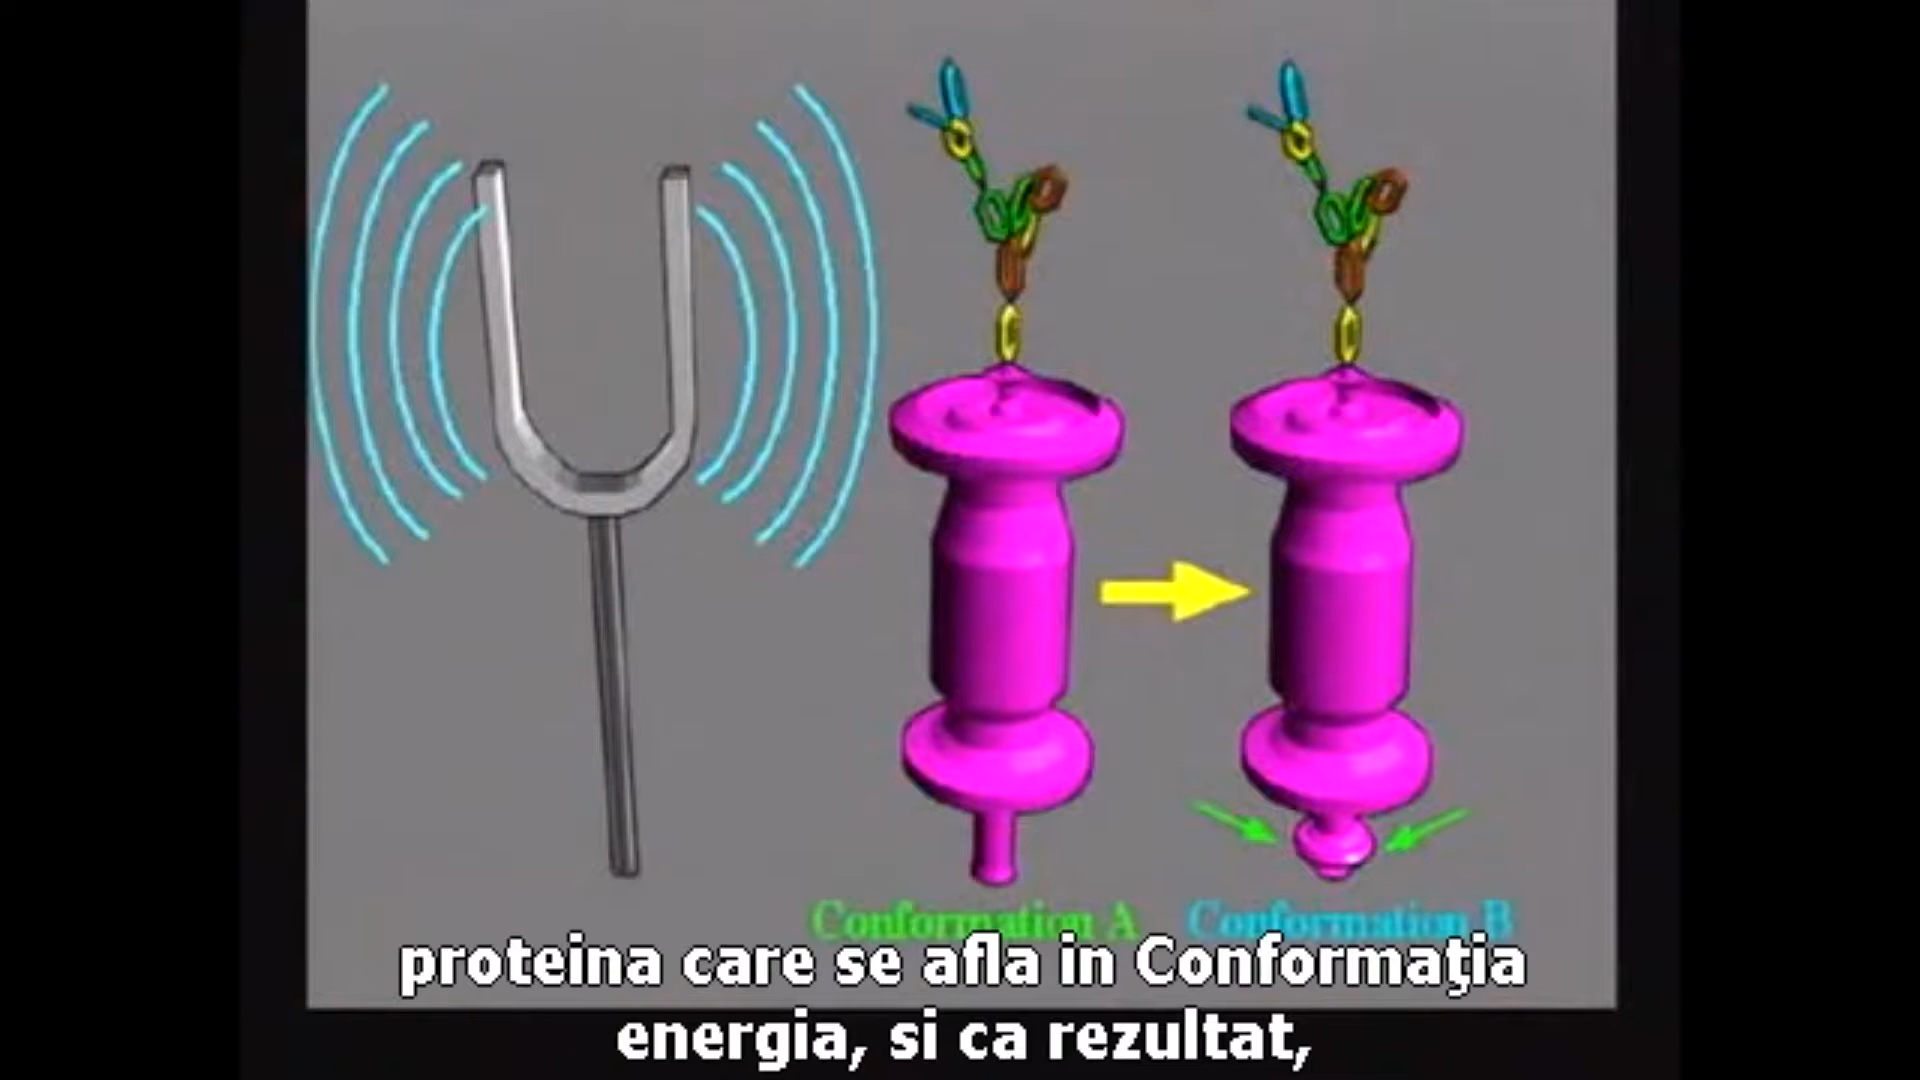 Conformation A Conformation B
proteina care se afla in Conformaţia
energia, si ca rezultat,